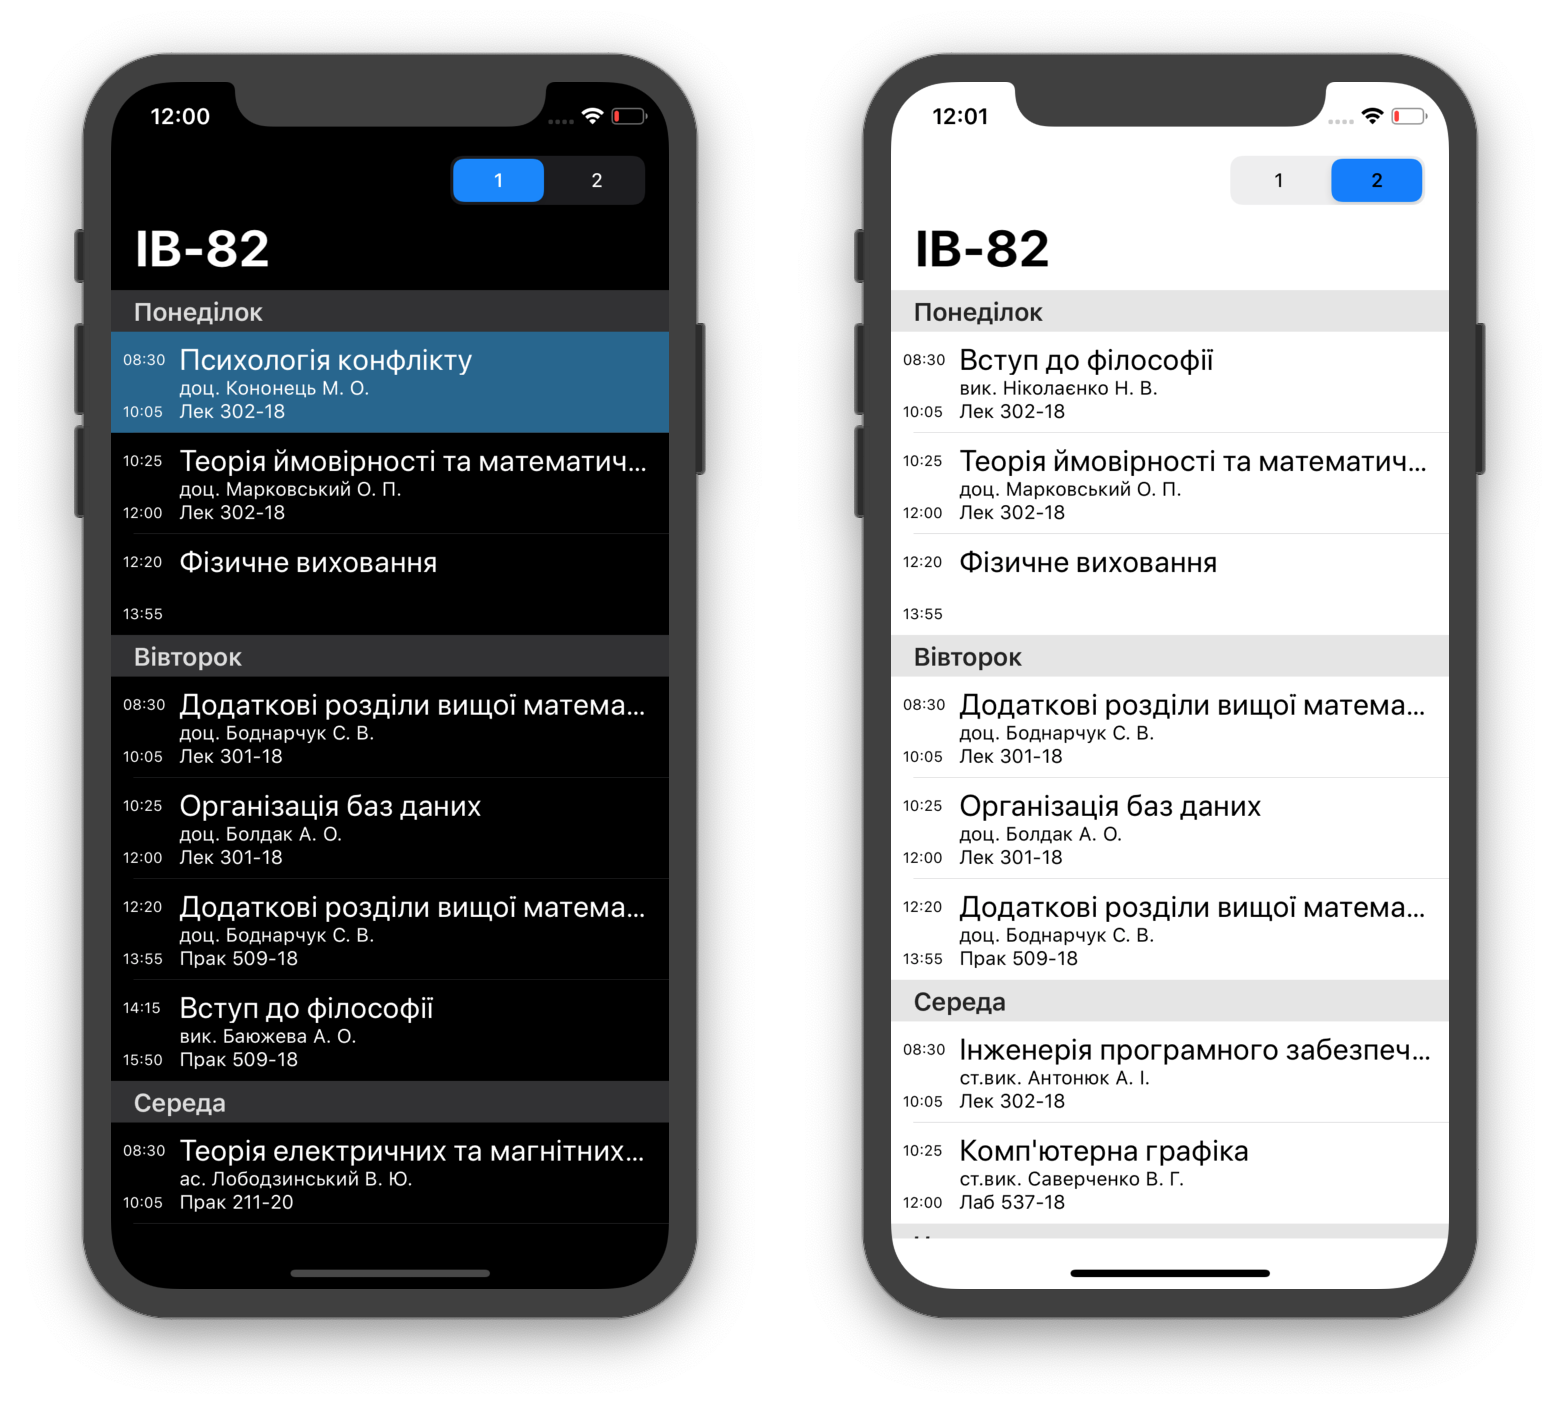 12:00
1 2
ІВ-82
Понеділок
08:30 Психологія конфлікту
доц. Кононець М. О.
10:05 Лек 302-18
10:25 Теорія ймовірності та математич...
доц. Марковський О. П.
12:00 Лек 302-18
12:20 Фізичне виховання
13:55
Вівторок
08:30 Додаткові розділи вищої матема...
доц. Боднарчук С. В.
10:05 Лек 301-18
10:25 Організація баз даних
доц. Болдак А. О.
12:00 Лек 301-18
12:20 Додаткові розділи вищої матема...
доц. Боднарчук С. В.
13:55 Прак 509-18
14:15 Вступ до філософії
вик. Баюжева А. О.
15:50 Прак 509-18
Середа
08:30 Теорія електричних та магнітних...
ас. Лободзинський В. Ю.
10:05 Прак 211-20
12:01
1 2
ІВ-82
Понеділок
08:30 Вступ до філософії
вик. Ніколаєнко Н. В.
10:05 Лек 302-18
10:25 Теорія ймовірності та математич...
доц. Марковський О. П.
12:00 Лек 302-18
12:20 Фізичне виховання
13:55
Вівторок
08:30 Додаткові розділи вищої матема...
доц. Боднарчук С. В.
10:05 Лек 301-18
10:25 Організація баз даних
доц. Болдак А. О.
12:00 Лек 301-18
12:20 Додаткові розділи вищої матема...
доц. Боднарчук С. В.
13:55 Прак 509-18
Середа
08:30 Інженерія програмного забезпеч...
ст.вик. Антонюк А. І.
10:05 Лек 302-18
10:25 Комп'ютерна графіка
ст.вик. Саверченко В. Г.
12:00 Лаб 537-18